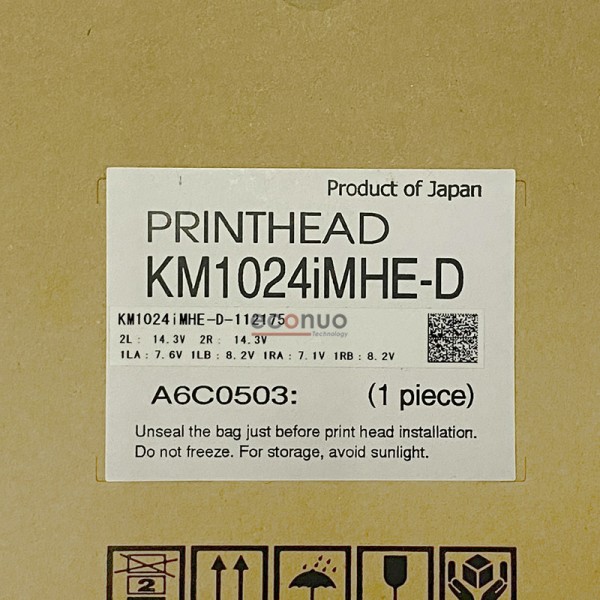 Product of Japan
PRINTHEAD
KM1024iMHE-D
KM1024iMHE-D-112175
econuo
Technology
2L: 14.3V 2R: 14.3V
1LA:7.6V 1LB:8.2V 1RA:7.1V 1RB:8.2V
A6C0503: (1 piece)
Unseal the bag just before print head installation.
Do not freeze. For storage, avoid sunlight.
2